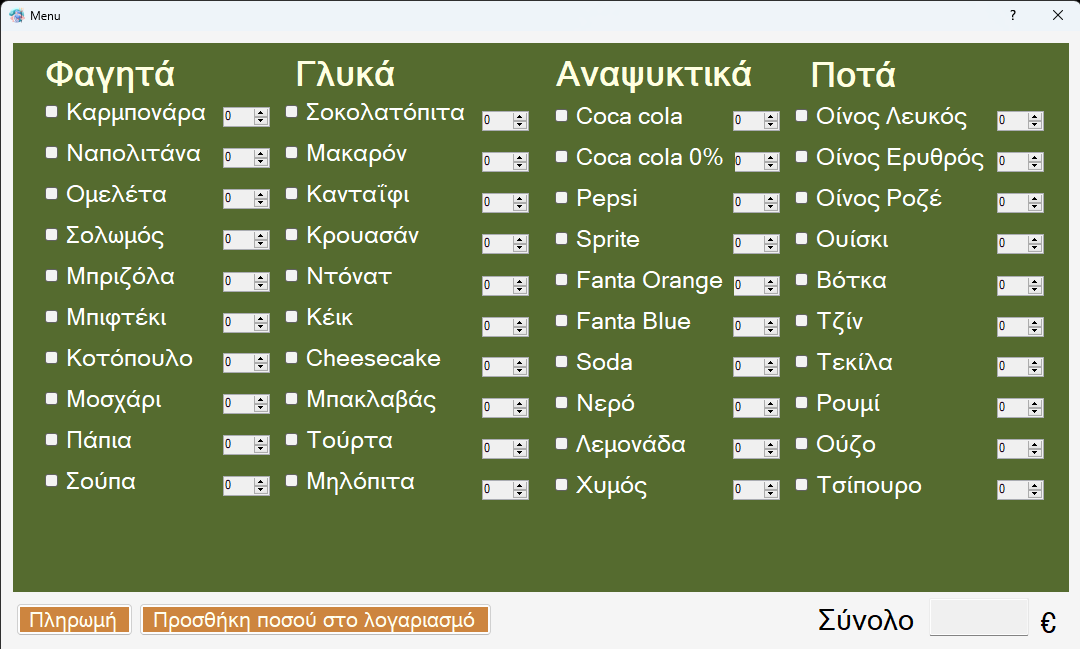 Menu ?
Φαγητά Γλυκά Αναψυκτικά Ποτά
Καρμπονάρα 0 Σοκολατόπιτα 0 Coca cola 0 Οίνος Λευκός 0
Ναπολιτάνα 0 Μακαρόν 0 Coca cola 0% 0 Οίνος Ερυθρός 0
Ομελέτα 0 Κανταΐφι 0 Pepsi 0 Οίνος Ροζέ 0
Σολωμός 0 Κρουασάν 0 Sprite 0 Ουίσκι 0
Μπριζόλα 0 Ντόνατ 0 Fanta Orange 0 Βότκα 0
Μπιφτέκι 0 Κέικ 0 Fanta Blue 0 Τζίν 0
Κοτόπουλο 0 Cheesecake 0 Soda 0 Τεκίλα 0
Μοσχάρι 0 Μπακλαβάς 0 Νερό 0 Ρουμί 0
Πάπια 0 Τούρτα 0 Λεμονάδα 0 Ούζο 0
Σούπα 0 Μηλόπιτα 0 Χυμός 0 Τσίπουρο 0
Πληρωμή Προσθήκη ποσού στο λογαριασμό Σύνολο €